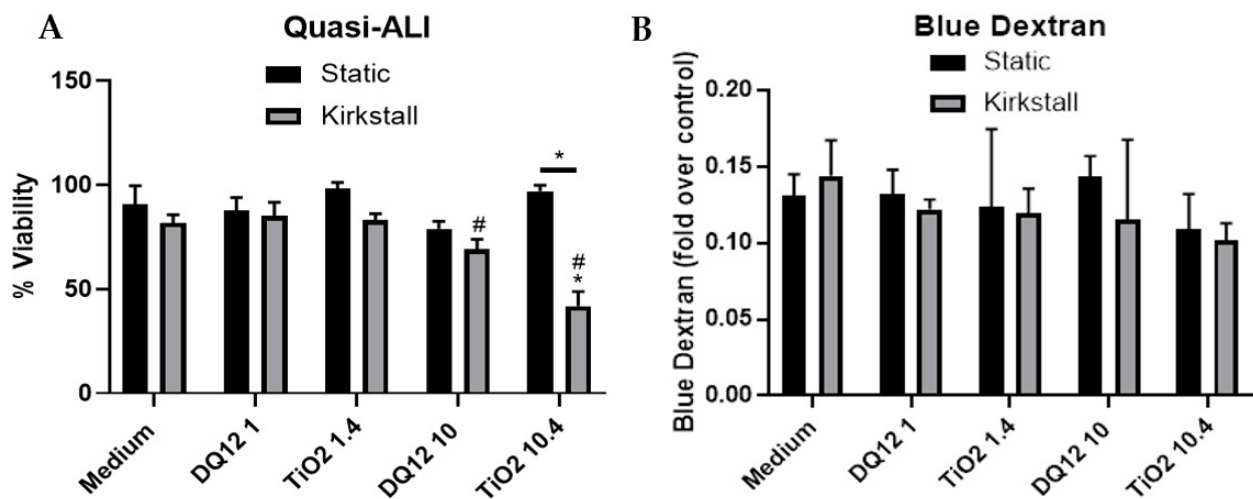 A
Quasi-ALI
Static
Kirkstall
% Viability
150
100
50
0
*
#
#
*
Medium
DQ12 1
TiO2 1.4
DQ12 10
TiO2 10.4
B
Blue Dextran
Static
Kirkstall
Blue Dextran (fold over control)
0.20
0.15
0.10
0.05
0.00
Medium
DQ12 1
TiO2 1.4
DQ12 10
TiO2 10.4